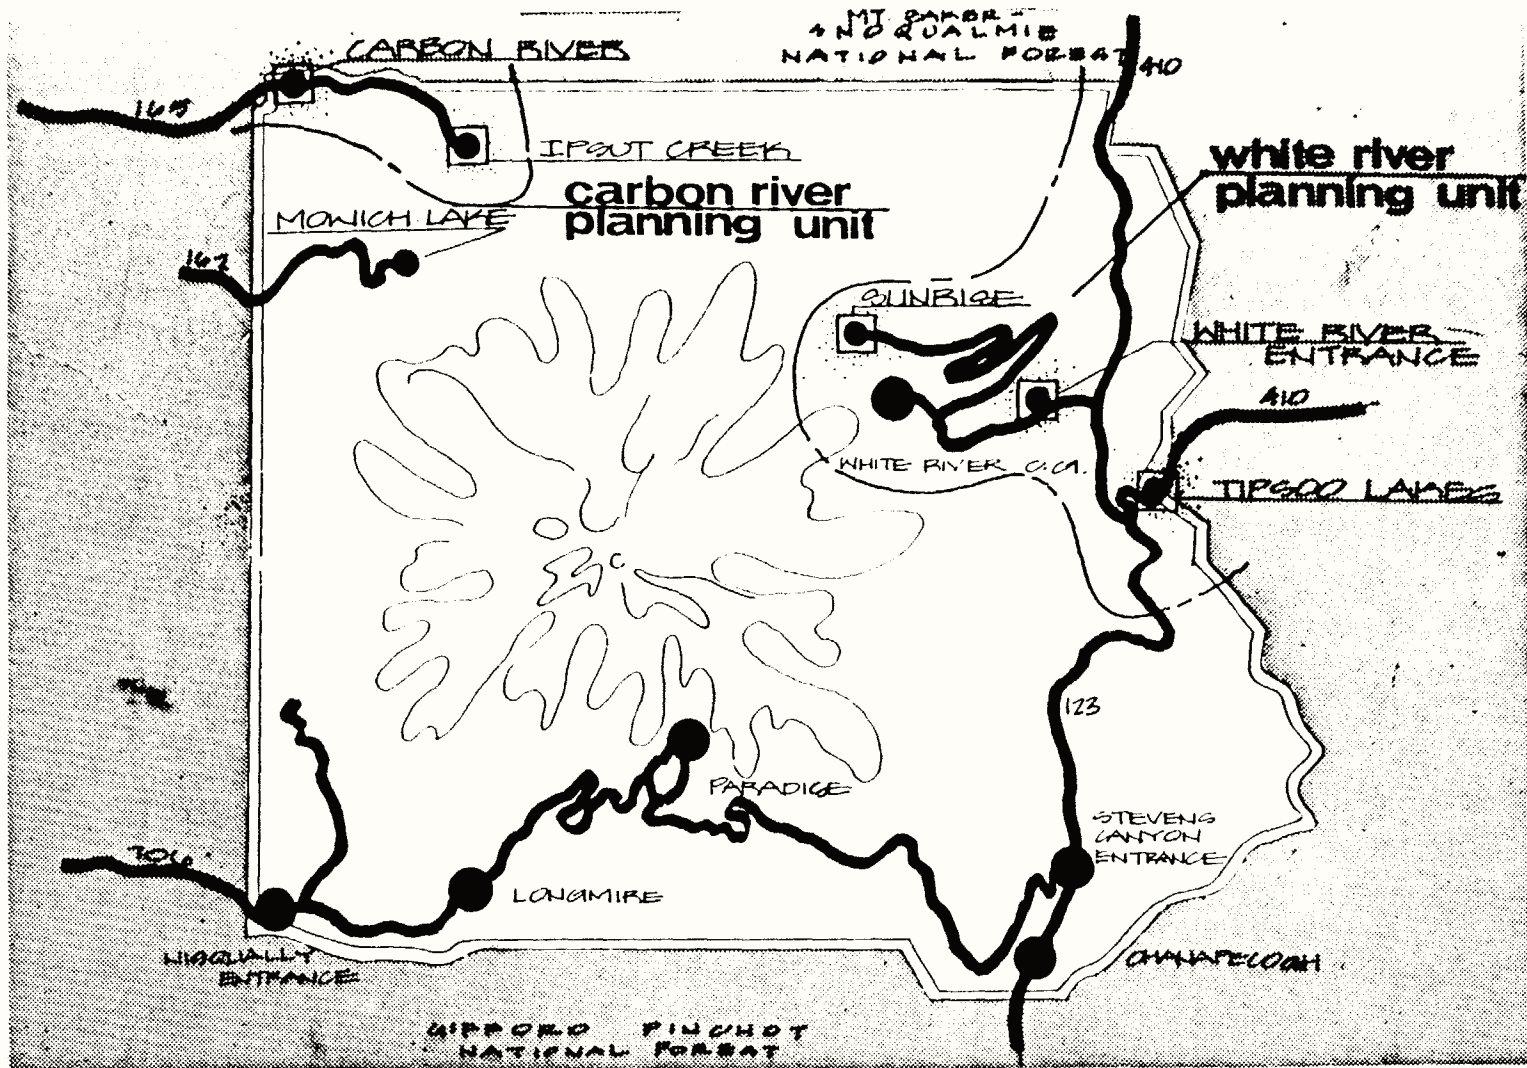 MT BAKER -
SNOQUALMIE
NATIONAL FOREST
410
CARBON RIVER
165
IPSUT CREEK
carbon river
planning unit
white river
planning unit
MOWICH LAKE
SUNRISE
WHITE RIVER
ENTRANCE
410
WHITE RIVER C.G.
TIPSOO LAKES
123
PARADISE
STEVENS
CANYON
ENTRANCE
706
LONGMIRE
NISQUALLY
ENTRANCE
OHANAPECOSH
GIFFORD PINCHOT
NATIONAL FOREST